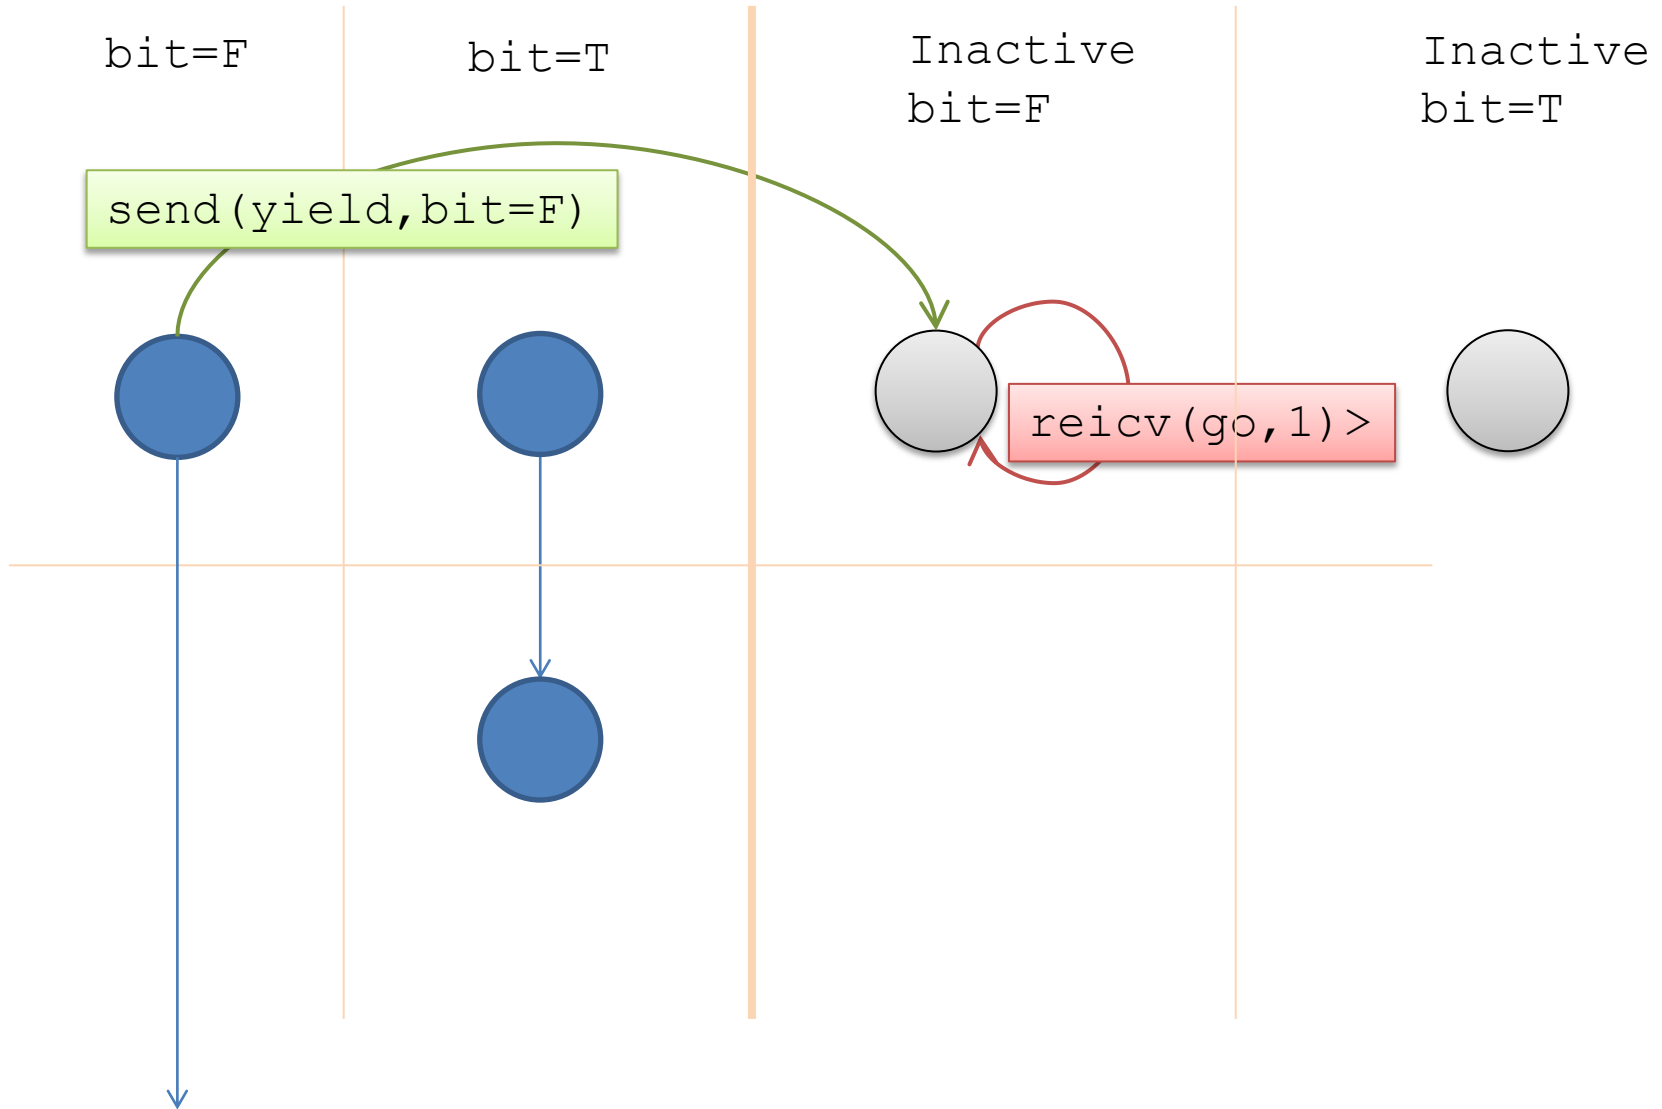 bit=F
bit=T
Inactive
bit=F
Inactive
bit=T
send(yield,bit=F)
reicv(go,1)>